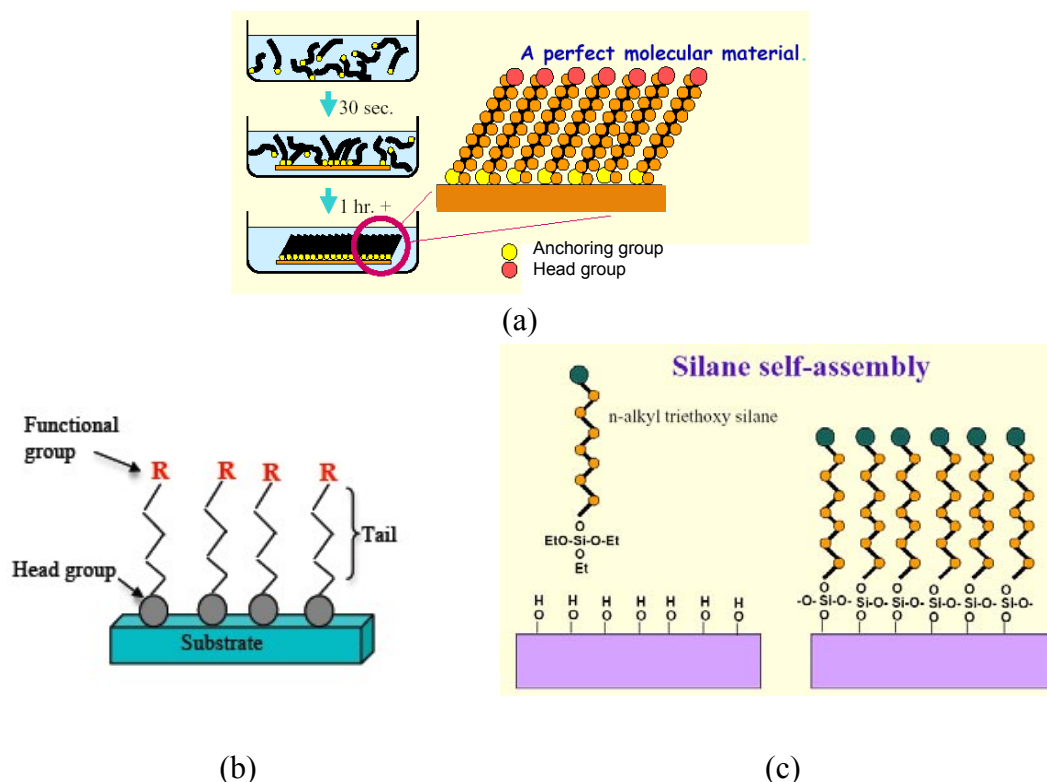 A perfect molecular material.
30 sec.
1 hr. +
Anchoring group
Head group
(a)
Functional
group
R R R R
Tail
Head group
Substrate
(b)
Silane self-assembly
n-alkyl triethoxy silane
O
EtO-Si-O-Et
O
Et
H H H H H H H
O O O O O O O
O O O O O O
-O- Si-O- Si-O- Si-O- Si-O- Si-O- Si-O-
O O O O O O
(c)